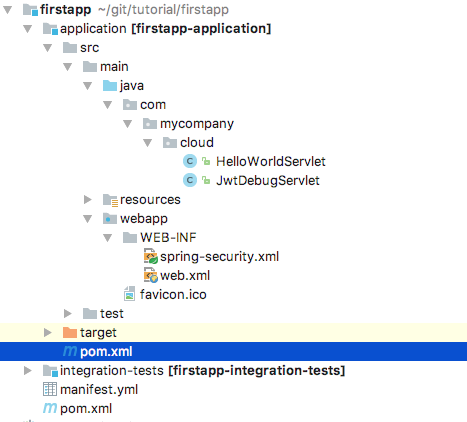 firstapp ~/git/tutorial/firstapp
application [firstapp-application]
src
main
java
com
mycompany
cloud
HelloWorldServlet
JwtDebugServlet
resources
webapp
WEB-INF
spring-security.xml
web.xml
favicon.ico
test
target
pom.xml
integration-tests [firstapp-integration-tests]
manifest.yml
pom.xml